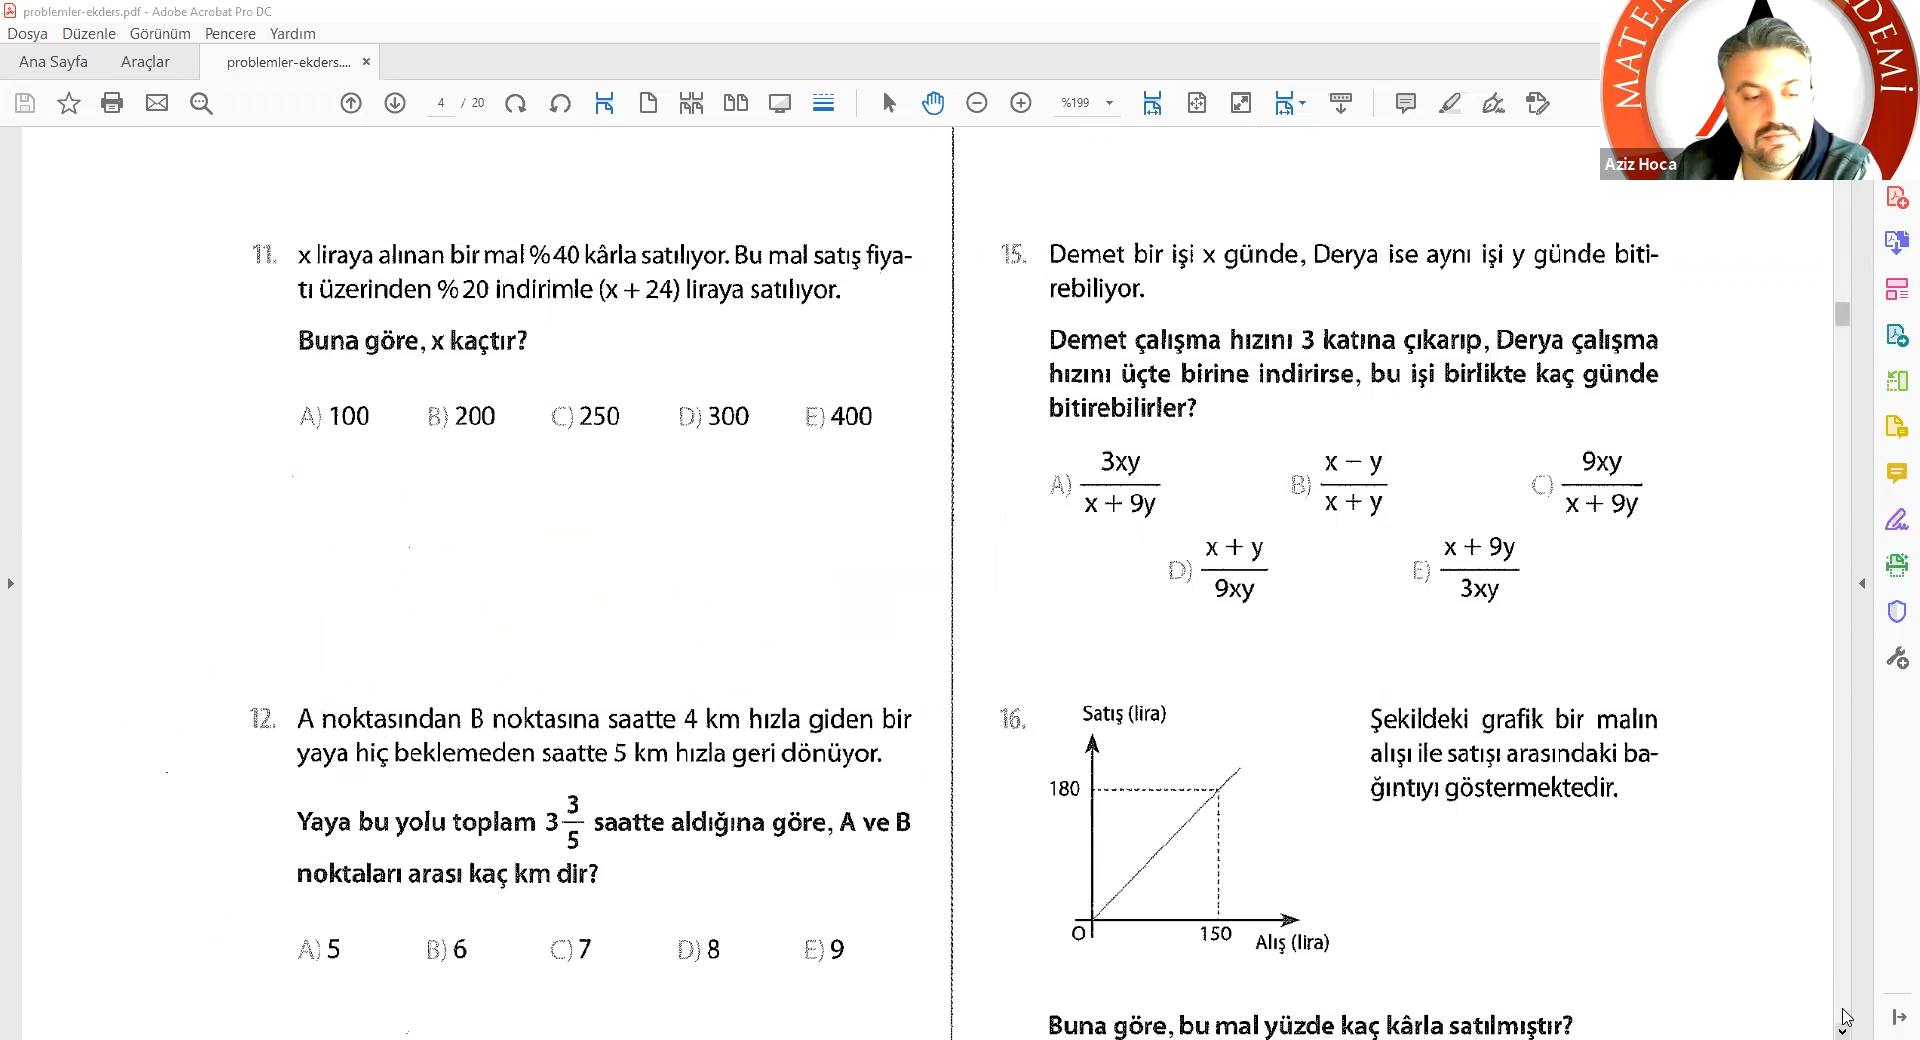 problemler-ekders.pdf - Adobe Acrobat Pro DC
Dosya Düzenle Görünüm Pencere Yardım
Ana Sayfa Araçlar problemler-ekders.... ×
4 / 20 %199
Aziz Hoca
11. x liraya alınan bir mal %40 kârla satılıyor. Bu mal satış fiya-
tı üzerinden %20 indirimle (x + 24) liraya satılıyor.
Buna göre, x kaçtır?
A) 100 B) 200 C) 250 D) 300 E) 400
12. A noktasından B noktasına saatte 4 km hızla giden bir
yaya hiç beklemeden saatte 5 km hızla geri dönüyor.
Yaya bu yolu toplam 3 3/5 saatte aldığına göre, A ve B
noktaları arası kaç km dir?
A) 5 B) 6 C) 7 D) 8 E) 9
15. Demet bir işi x günde, Derya ise aynı işi y günde biti-
rebiliyor.
Demet çalışma hızını 3 katına çıkarıp, Derya çalışma
hızını üçte birine indirirse, bu işi birlikte kaç günde
bitirebilirler?
A) 3xy/(x + 9y) B) (x − y)/(x + y) C) 9xy/(x + 9y)
D) (x + y)/9xy E) (x + 9y)/3xy
16. Satış (lira)
180
O 150 Alış (lira)
Şekildeki grafik bir malın
alışı ile satışı arasındaki ba-
ğıntıyı göstermektedir.
Buna göre, bu mal yüzde kaç kârla satılmıştır?